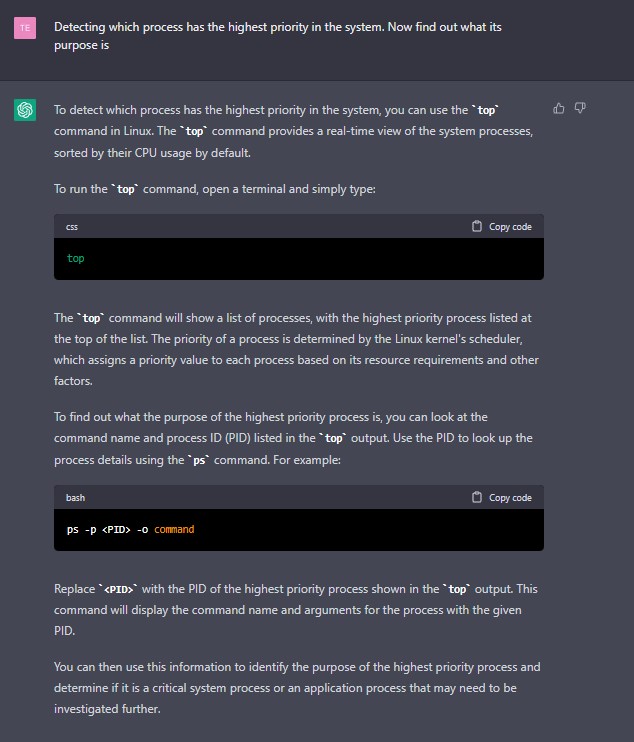 TE
Detecting which process has the highest priority in the system. Now find out what its
purpose is
To detect which process has the highest priority in the system, you can use the `top`
command in Linux. The `top` command provides a real-time view of the system processes,
sorted by their CPU usage by default.
To run the `top` command, open a terminal and simply type:
css Copy code
top
The `top` command will show a list of processes, with the highest priority process listed at
the top of the list. The priority of a process is determined by the Linux kernel's scheduler,
which assigns a priority value to each process based on its resource requirements and other
factors.
To find out what the purpose of the highest priority process is, you can look at the
command name and process ID (PID) listed in the `top` output. Use the PID to look up the
process details using the `ps` command. For example:
bash Copy code
ps -p <PID> -o command
Replace `<PID>` with the PID of the highest priority process shown in the `top` output. This
command will display the command name and arguments for the process with the given
PID.
You can then use this information to identify the purpose of the highest priority process and
determine if it is a critical system process or an application process that may need to be
investigated further.